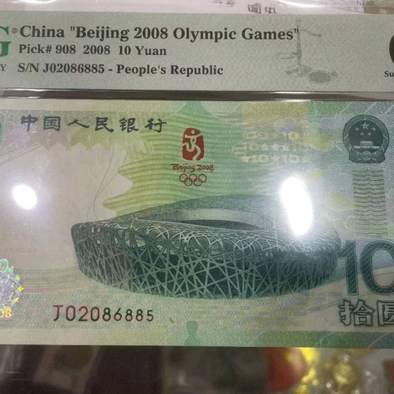 China "Beijing 2008 Olympic Games"
Pick# 908 2008 10 Yuan
S/N J02086885 - People's Republic
中国人民银行
Beijing 2008
10
拾圆
J02086885